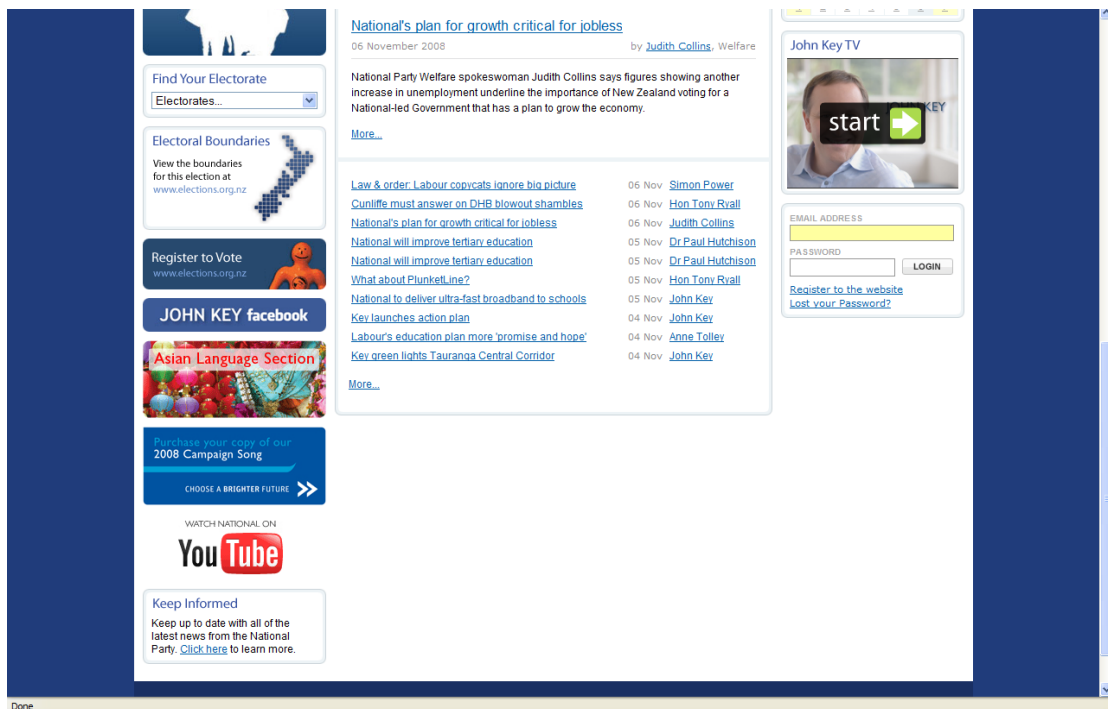 Find Your Electorate
Electorates...
Electoral Boundaries
View the boundaries
for this election at
www.elections.org.nz
Register to Vote
www.elections.org.nz
JOHN KEY facebook
Asian Language Section
Purchase your copy of our
2008 Campaign Song
CHOOSE A BRIGHTER FUTURE
WATCH NATIONAL ON
YouTube
Keep Informed
Keep up to date with all of the
latest news from the National
Party. Click here to learn more.
National's plan for growth critical for jobless
06 November 2008 by Judith Collins, Welfare
National Party Welfare spokeswoman Judith Collins says figures showing another
increase in unemployment underline the importance of New Zealand voting for a
National-led Government that has a plan to grow the economy.
More...
Law & order: Labour copycats ignore big picture 06 Nov Simon Power
Cunliffe must answer on DHB blowout shambles 06 Nov Hon Tony Ryall
National's plan for growth critical for jobless 06 Nov Judith Collins
National will improve tertiary education 05 Nov Dr Paul Hutchison
National will improve tertiary education 05 Nov Dr Paul Hutchison
What about PlunketLine? 05 Nov Hon Tony Ryall
National to deliver ultra-fast broadband to schools 05 Nov John Key
Key launches action plan 04 Nov John Key
Labour's education plan more 'promise and hope' 04 Nov Anne Tolley
Key green lights Tauranga Central Corridor 04 Nov John Key
More...
John Key TV
JOHN KEY
start
EMAIL ADDRESS
PASSWORD
LOGIN
Register to the website
Lost your Password?
Done